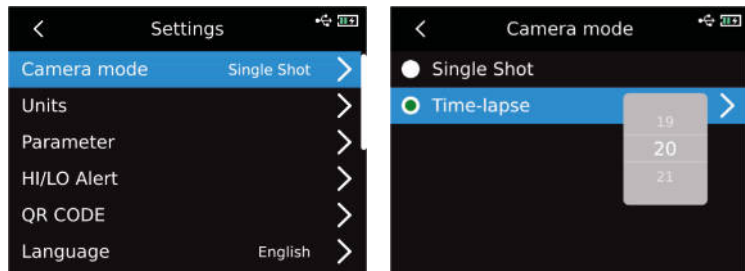 Settings
Camera mode Single Shot
Units
Parameter
HI/LO Alert
QR CODE
Language English
Camera mode
Single Shot
Time-lapse
19
20
21